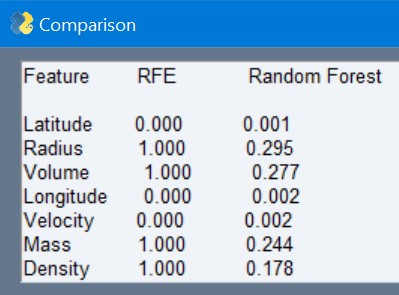 Comparison
Feature RFE Random Forest
Latitude 0.000 0.001
Radius 1.000 0.295
Volume 1.000 0.277
Longitude 0.000 0.002
Velocity 0.000 0.002
Mass 1.000 0.244
Density 1.000 0.178